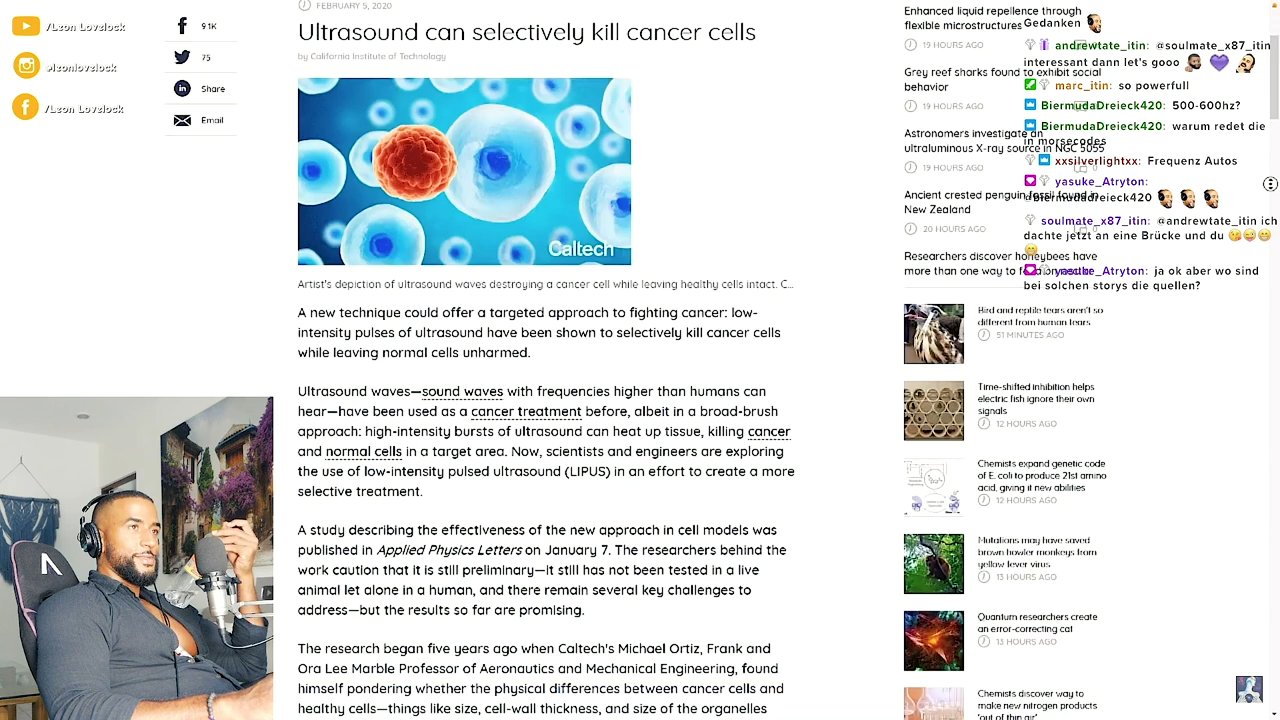 /Leon Lovelock
@leonlovelock
/Leon Lovelock
9.1K
75
Share
Email
FEBRUARY 5, 2020
Ultrasound can selectively kill cancer cells
by California Institute of Technology
Caltech
Artist's depiction of ultrasound waves destroying a cancer cell while leaving healthy cells intact. C...
A new technique could offer a targeted approach to fighting cancer: low-
intensity pulses of ultrasound have been shown to selectively kill cancer cells
while leaving normal cells unharmed.
Ultrasound waves—sound waves with frequencies higher than humans can
hear—have been used as a cancer treatment before, albeit in a broad-brush
approach: high-intensity bursts of ultrasound can heat up tissue, killing cancer
and normal cells in a target area. Now, scientists and engineers are exploring
the use of low-intensity pulsed ultrasound (LIPUS) in an effort to create a more
selective treatment.
A study describing the effectiveness of the new approach in cell models was
published in Applied Physics Letters on January 7. The researchers behind the
work caution that it is still preliminary—it still has not been tested in a live
animal let alone in a human, and there remain several key challenges to
address—but the results so far are promising.
The research began five years ago when Caltech's Michael Ortiz, Frank and
Ora Lee Marble Professor of Aeronautics and Mechanical Engineering, found
himself pondering whether the physical differences between cancer cells and
healthy cells—things like size, cell-wall thickness, and size of the organelles
Enhanced liquid repellence through
flexible microstructures
19 HOURS AGO
Grey reef sharks found to exhibit social
behavior
19 HOURS AGO
Astronomers investigate an
ultraluminous X-ray source in NGC 5055
19 HOURS AGO
0
Ancient crested penguin fossil found in
New Zealand
20 HOURS AGO
0
Researchers discover honeybees have
more than one way to
Bird and reptile tears aren't so
different from human tears
51 MINUTES AGO
Time-shifted inhibition helps
electric fish ignore their own
signals
12 HOURS AGO
Chemists expand genetic code
of E. coli to produce 21st amino
acid, giving it new abilities
12 HOURS AGO
Mutations may have saved
brown howler monkeys from
yellow fever virus
13 HOURS AGO
Quantum researchers create
an error-correcting cat
13 HOURS AGO
Chemists discover way to
make new nitrogen products
'out of thin air'
Gedanken
andrewtate_itin: @soulmate_x87_itin
interessant dann let's gooo
marc_itin: so powerfull
BiermudaDreieck420: 500-600hz?
BiermudaDreieck420: warum redet die
in morsecodes
xxsilverlightxx: Frequenz Autos
yasuke_Atryton:
@biermudadreieck420
soulmate_x87_itin: @andrewtate_itin ich
dachte jetzt an eine Brücke und du
yasuke_Atryton: ja ok aber wo sind
bei solchen storys die quellen?